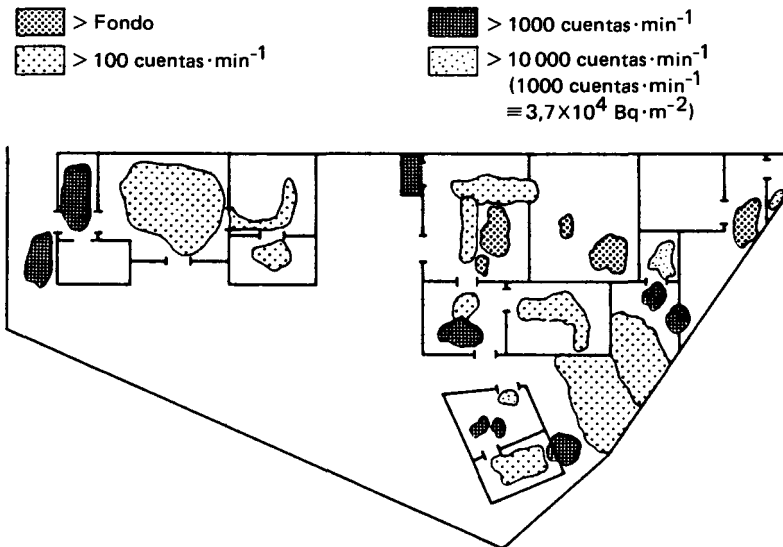 > Fondo
> 100 cuentas·min⁻¹
> 1000 cuentas·min⁻¹
> 10 000 cuentas·min⁻¹
(1000 cuentas·min⁻¹
≡ 3,7×10⁴ Bq·m⁻²)